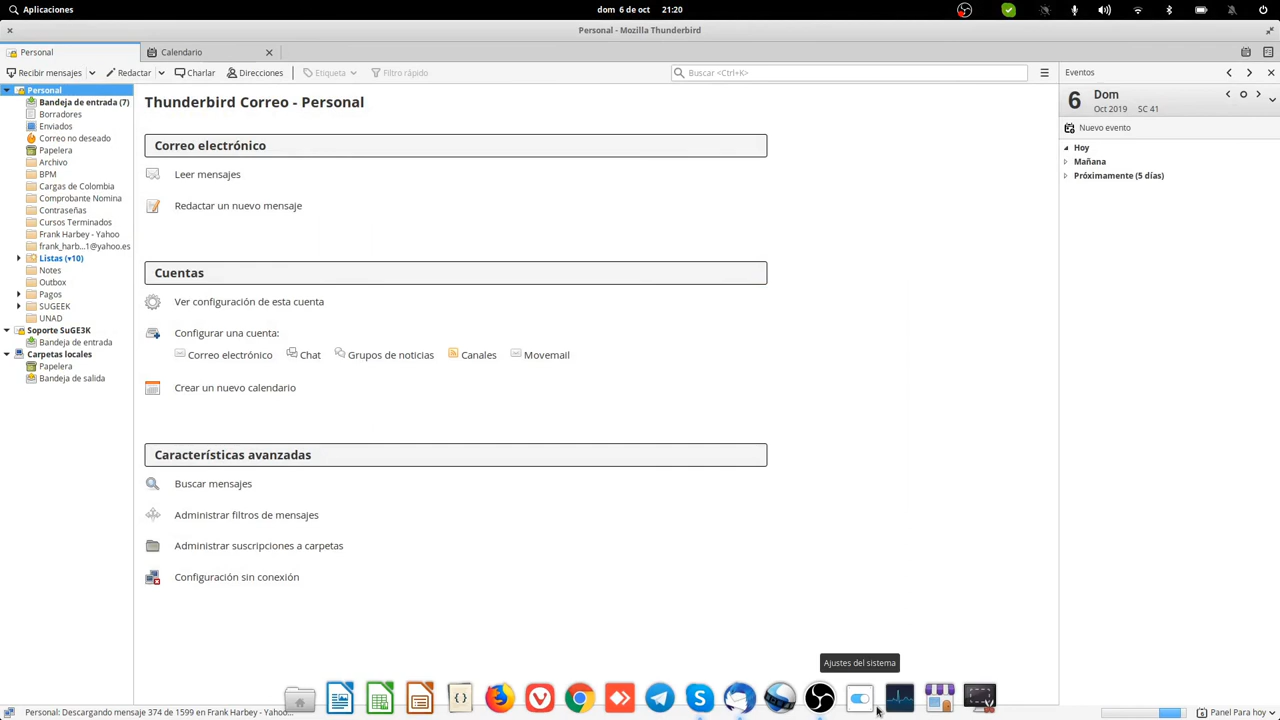 Aplicaciones
dom 6 de oct 21:20
Personal - Mozilla Thunderbird
Personal
Calendario
Recibir mensajes
Redactar
Charlar
Direcciones
Etiqueta
Filtro rápido
Buscar <Ctrl+K>
Eventos
Personal
Bandeja de entrada (7)
Borradores
Enviados
Correo no deseado
Papelera
Archivo
BPM
Cargas de Colombia
Comprobante Nomina
Contraseñas
Cursos Terminados
Frank Harbey - Yahoo
frank_harb...1@yahoo.es
Listas (▾10)
Notes
Outbox
Pagos
SUGEEK
UNAD
Soporte SuGE3K
Bandeja de entrada
Carpetas locales
Papelera
Bandeja de salida
Thunderbird Correo - Personal
Correo electrónico
Leer mensajes
Redactar un nuevo mensaje
Cuentas
Ver configuración de esta cuenta
Configurar una cuenta:
Correo electrónico
Chat
Grupos de noticias
Canales
Movemail
Crear un nuevo calendario
Características avanzadas
Buscar mensajes
Administrar filtros de mensajes
Administrar suscripciones a carpetas
Configuración sin conexión
6
Dom
Oct 2019 SC 41
Nuevo evento
Hoy
Mañana
Próximamente (5 días)
Ajustes del sistema
Personal: Descargando mensaje 374 de 1599 en Frank Harbey - Yahoo...
Panel Para hoy